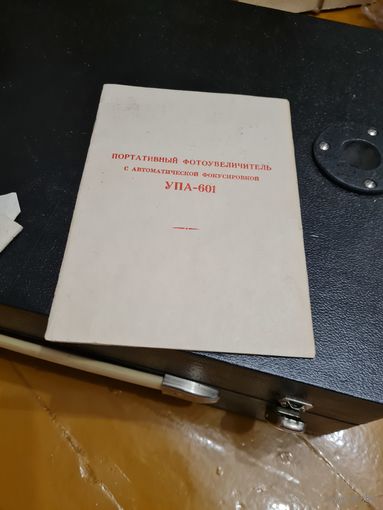 ПОРТАТИВНЫЙ ФОТОУВЕЛИЧИТЕЛЬ
С АВТОМАТИЧЕСКОЙ ФОКУСИРОВКОЙ
УПА-601